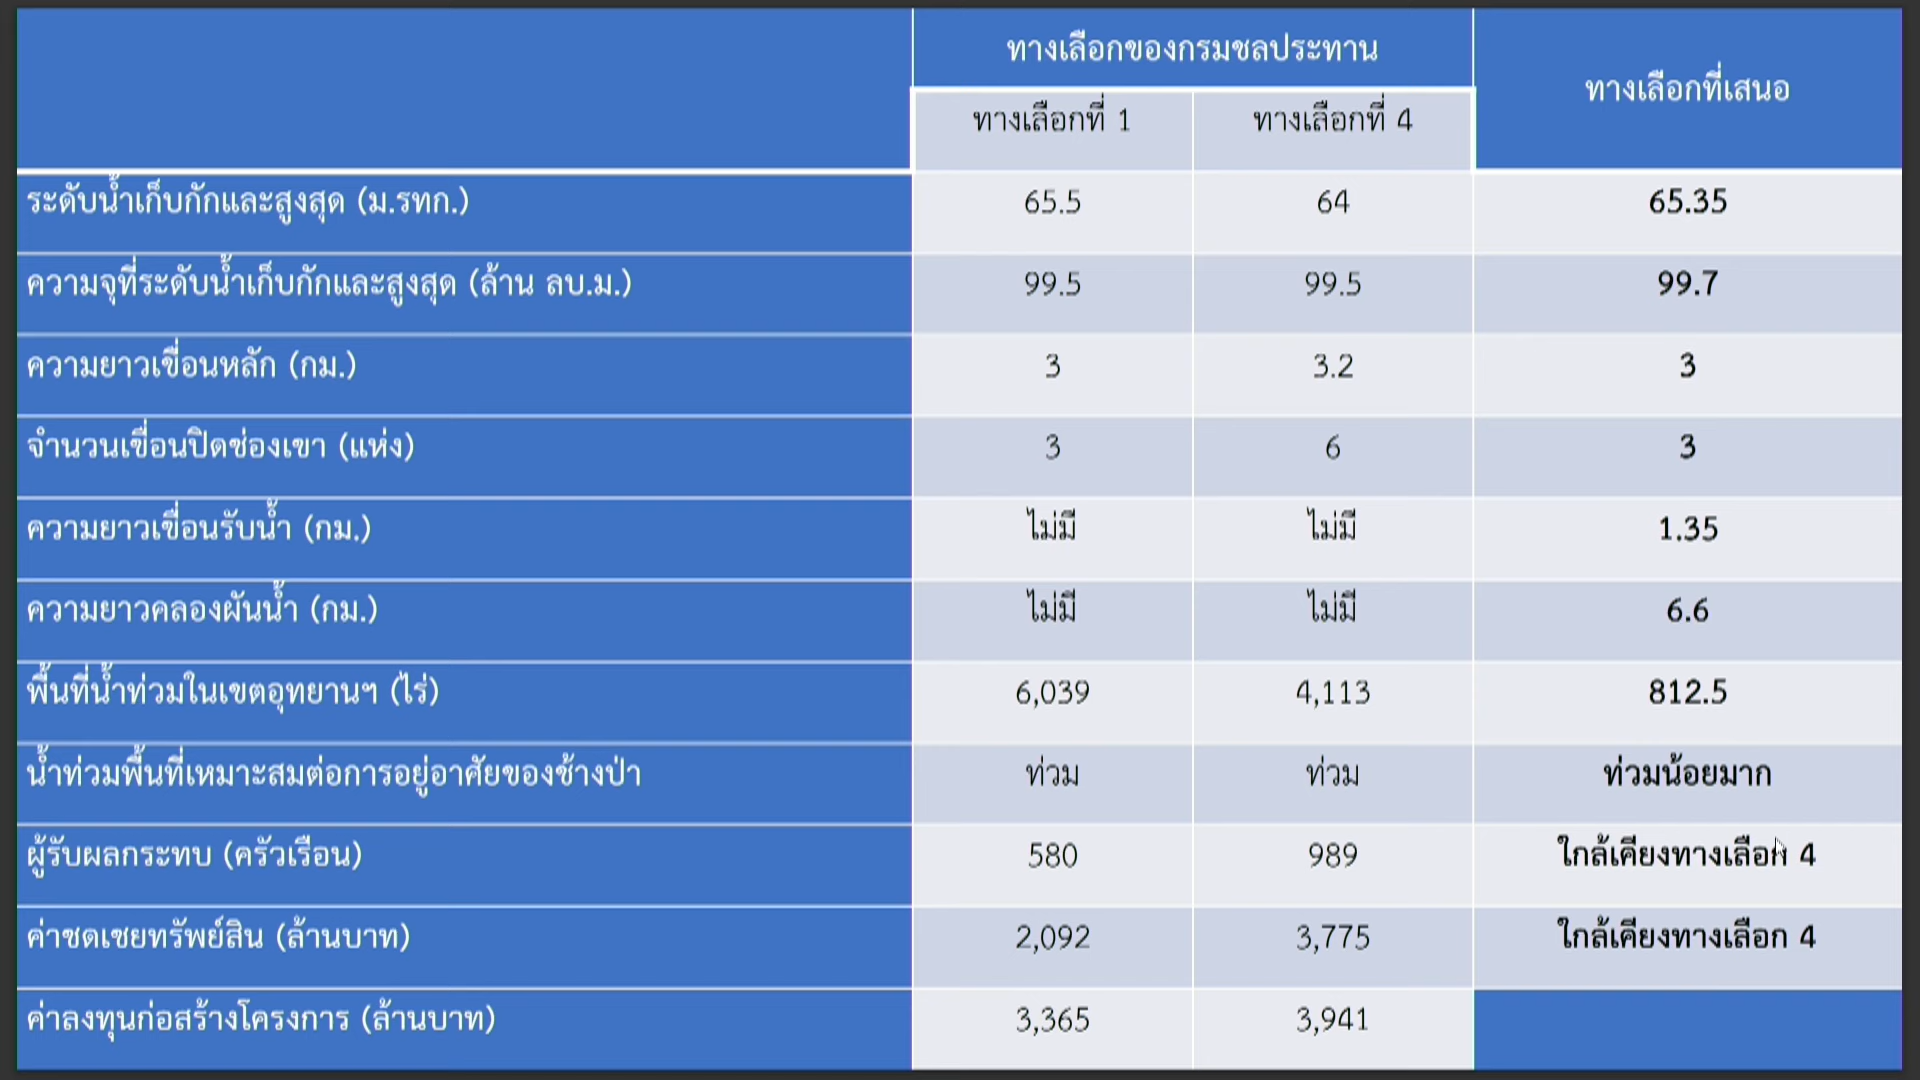 ทางเลือกของกรมชลประทาน ทางเลือกที่เสนอ
ทางเลือกที่ 1 ทางเลือกที่ 4
ระดับน้ำเก็บกักและสูงสุด (ม.รทก.) 65.5 64 65.35
ความจุที่ระดับน้ำเก็บกักและสูงสุด (ล้าน ลบ.ม.) 99.5 99.5 99.7
ความยาวเขื่อนหลัก (กม.) 3 3.2 3
จำนวนเขื่อนปิดช่องเขา (แห่ง) 3 6 3
ความยาวเขื่อนรับน้ำ (กม.) ไม่มี ไม่มี 1.35
ความยาวคลองผันน้ำ (กม.) ไม่มี ไม่มี 6.6
พื้นที่น้ำท่วมในเขตอุทยานฯ (ไร่) 6,039 4,113 812.5
น้ำท่วมพื้นที่เหมาะสมต่อการอยู่อาศัยของช้างป่า ท่วม ท่วม ท่วมน้อยมาก
ผู้รับผลกระทบ (ครัวเรือน) 580 989 ใกล้เคียงทางเลือก 4
ค่าชดเชยทรัพย์สิน (ล้านบาท) 2,092 3,775 ใกล้เคียงทางเลือก 4
ค่าลงทุนก่อสร้างโครงการ (ล้านบาท) 3,365 3,941